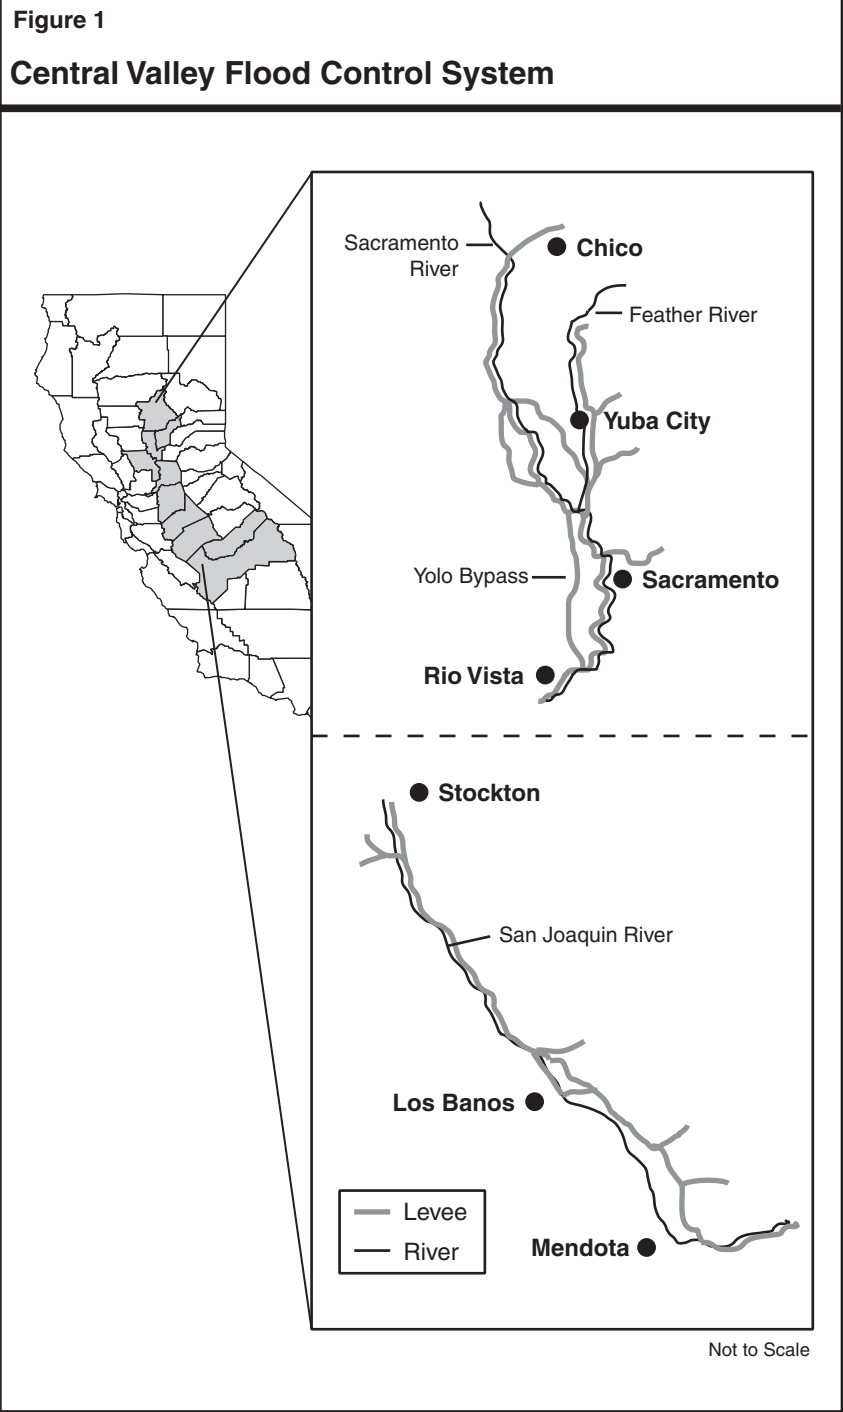 Figure 1
Central Valley Flood Control System
Sacramento
River
Chico
Feather River
Yuba City
Yolo Bypass
Sacramento
Rio Vista
Stockton
San Joaquin River
Los Banos
Levee
River
Mendota
Not to Scale